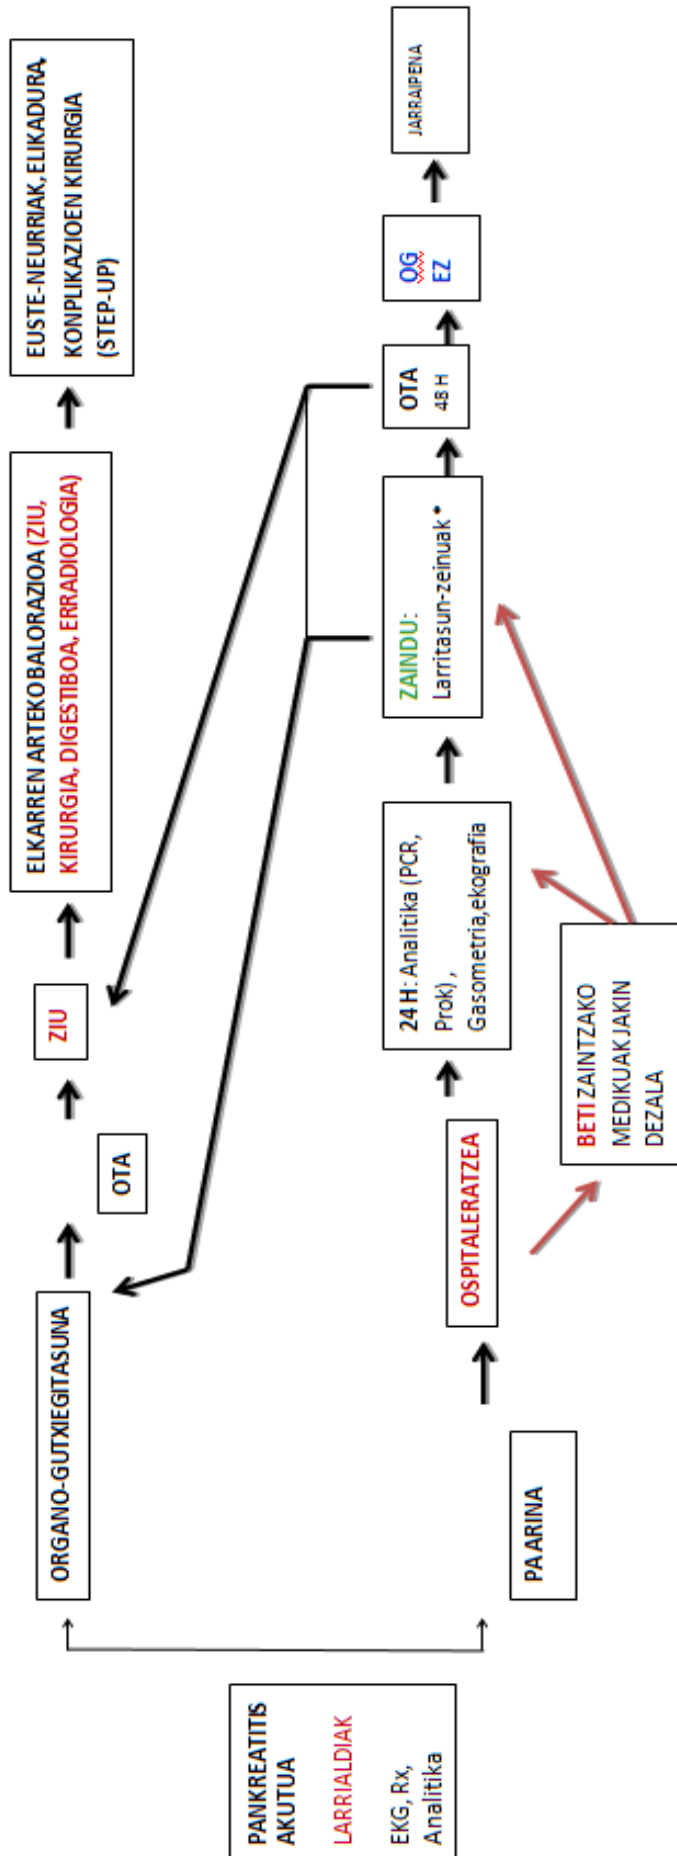 PANKREATITIS
AKUTUA
LARRIALDIAK
EKG, Rx,
Analitika
ORGANO-GUTXIEGITASUNA
OTA
ZIU
ELKARREN ARTEKO BALORAZIOA (ZIU,
KIRURGIA, DIGESTIBOA, ERRADIOLOGIA)
EUSTE-NEURRIAK, ELIKADURA,
KONPLIKAZIOEN KIRURGIA
(STEP-UP)
PA ARINA
OSPITALERATZEA
24 H: Analitika (PCR,
Prok) ,
Gasometria,ekografia
ZAINDU:
Larritasun-zeinuak*
OTA
48 H
OG
EZ
JARRAIPENA
BETI ZAINTZAKO
MEDIKUAK JAKIN
DEZALA